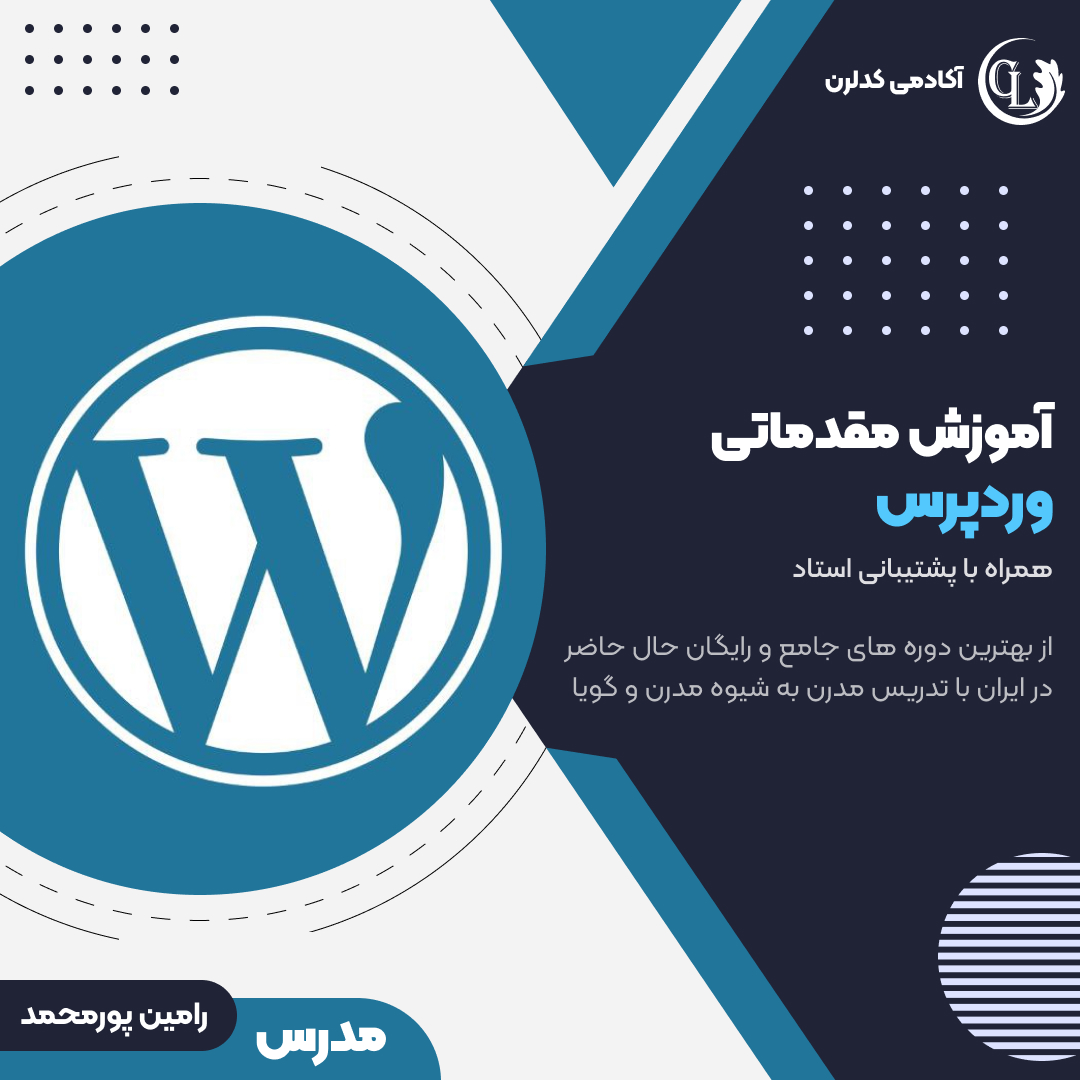 آکادمی کدلرن
CL
آموزش مقدماتی
وردپرس
همراه با پشتیبانی استاد
از بهترین دوره های جامع و رایگان حال حاضر
در ایران با تدریس مدرن به شیوه مدرن و گویا
W
مدرس
رامین پورمحمد